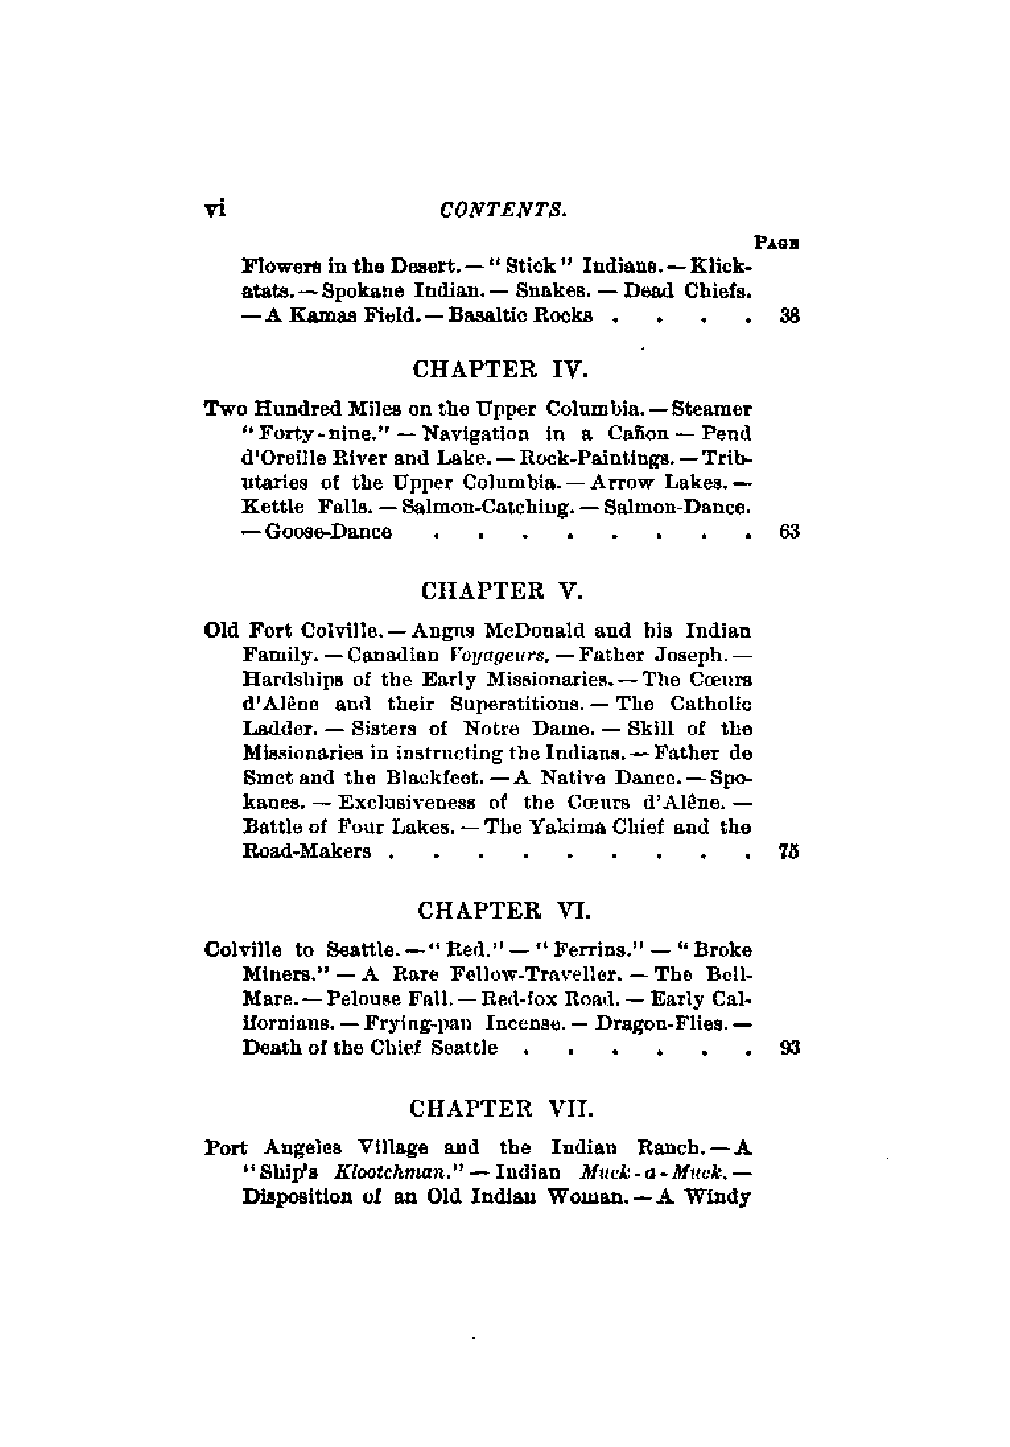 vi CONTENTS.
PAGE
Flowers in the Desert. — “Stick” Indians. — Klick-
atats. — Spokane Indian. — Snakes. — Dead Chiefs.
— A Kamas Field. — Basaltic Rocks . . . . 38
CHAPTER IV.
Two Hundred Miles on the Upper Columbia. — Steamer
“Forty-nine.” — Navigation in a Cañon — Pend
d'Oreille River and Lake. — Rock-Paintings. — Trib-
utaries of the Upper Columbia. — Arrow Lakes. —
Kettle Falls. — Salmon-Catching. — Salmon-Dance.
— Goose-Dance . . . . . . . . 63
CHAPTER V.
Old Fort Colville. — Angus McDonald and his Indian
Family. — Canadian Voyageurs. — Father Joseph. —
Hardships of the Early Missionaries. — The Cœurs
d'Alêne and their Superstitions. — The Catholic
Ladder. — Sisters of Notre Dame. — Skill of the
Missionaries in instructing the Indians. — Father de
Smet and the Blackfeet. — A Native Dance. — Spo-
kanes. — Exclusiveness of the Cœurs d'Alêne. —
Battle of Four Lakes. — The Yakima Chief and the
Road-Makers . . . . . . . . . 75
CHAPTER VI.
Colville to Seattle. — “Red.” — “Ferrins.” — “Broke
Miners.” — A Rare Fellow-Traveller. — The Bell-
Mare. — Pelouse Fall. — Red-fox Road. — Early Cal-
ifornians. — Frying-pan Incense. — Dragon-Flies. —
Death of the Chief Seattle . . . . . . 93
CHAPTER VII.
Port Angeles Village and the Indian Ranch. — A
“Ship's Klootchman.” — Indian Muck-a-Muck. —
Disposition of an Old Indian Woman. — A Windy